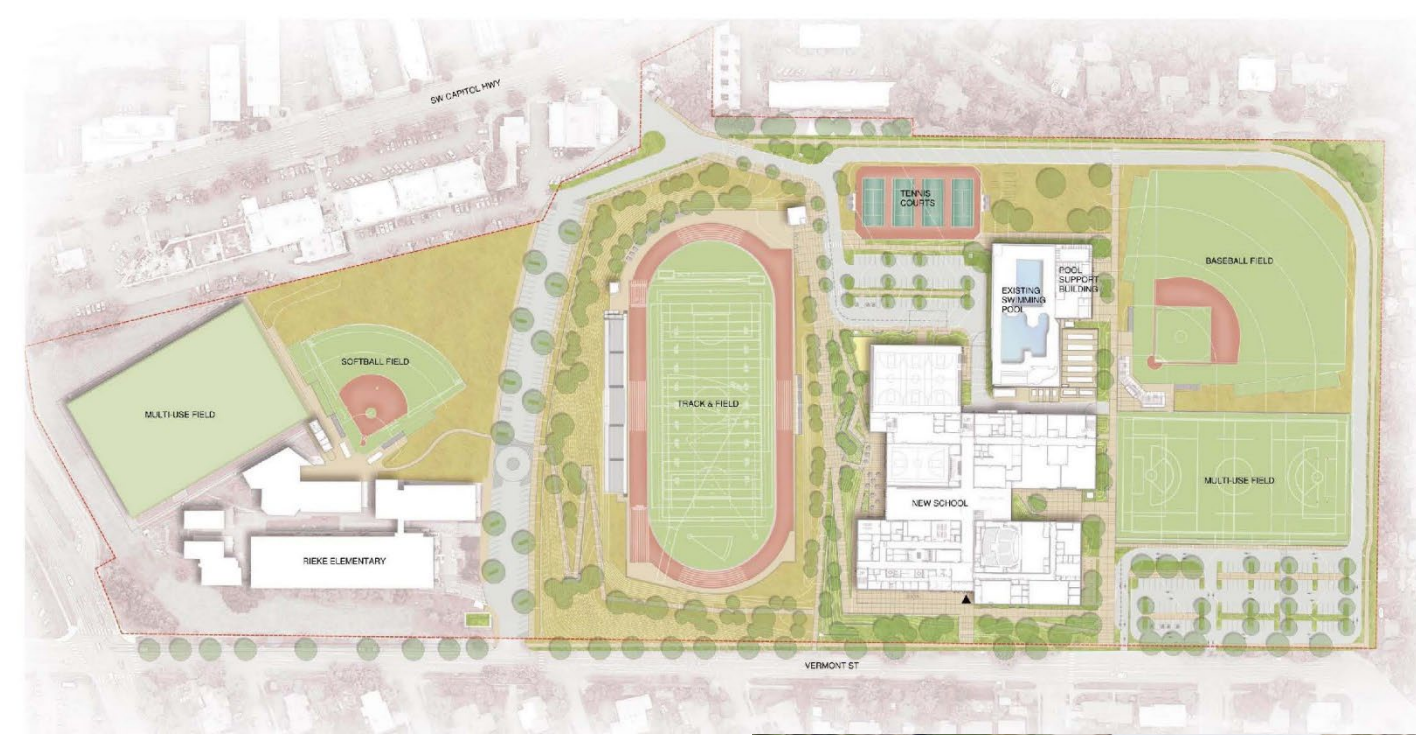 SW CAPITOL HWY
TENNIS
COURTS
BASEBALL FIELD
POOL
SUPPORT
BUILDING
EXISTING
SWIMMING
POOL
SOFTBALL FIELD
MULTI-USE FIELD
TRACK & FIELD
MULTI-USE FIELD
NEW SCHOOL
RIEKE ELEMENTARY
VERMONT ST